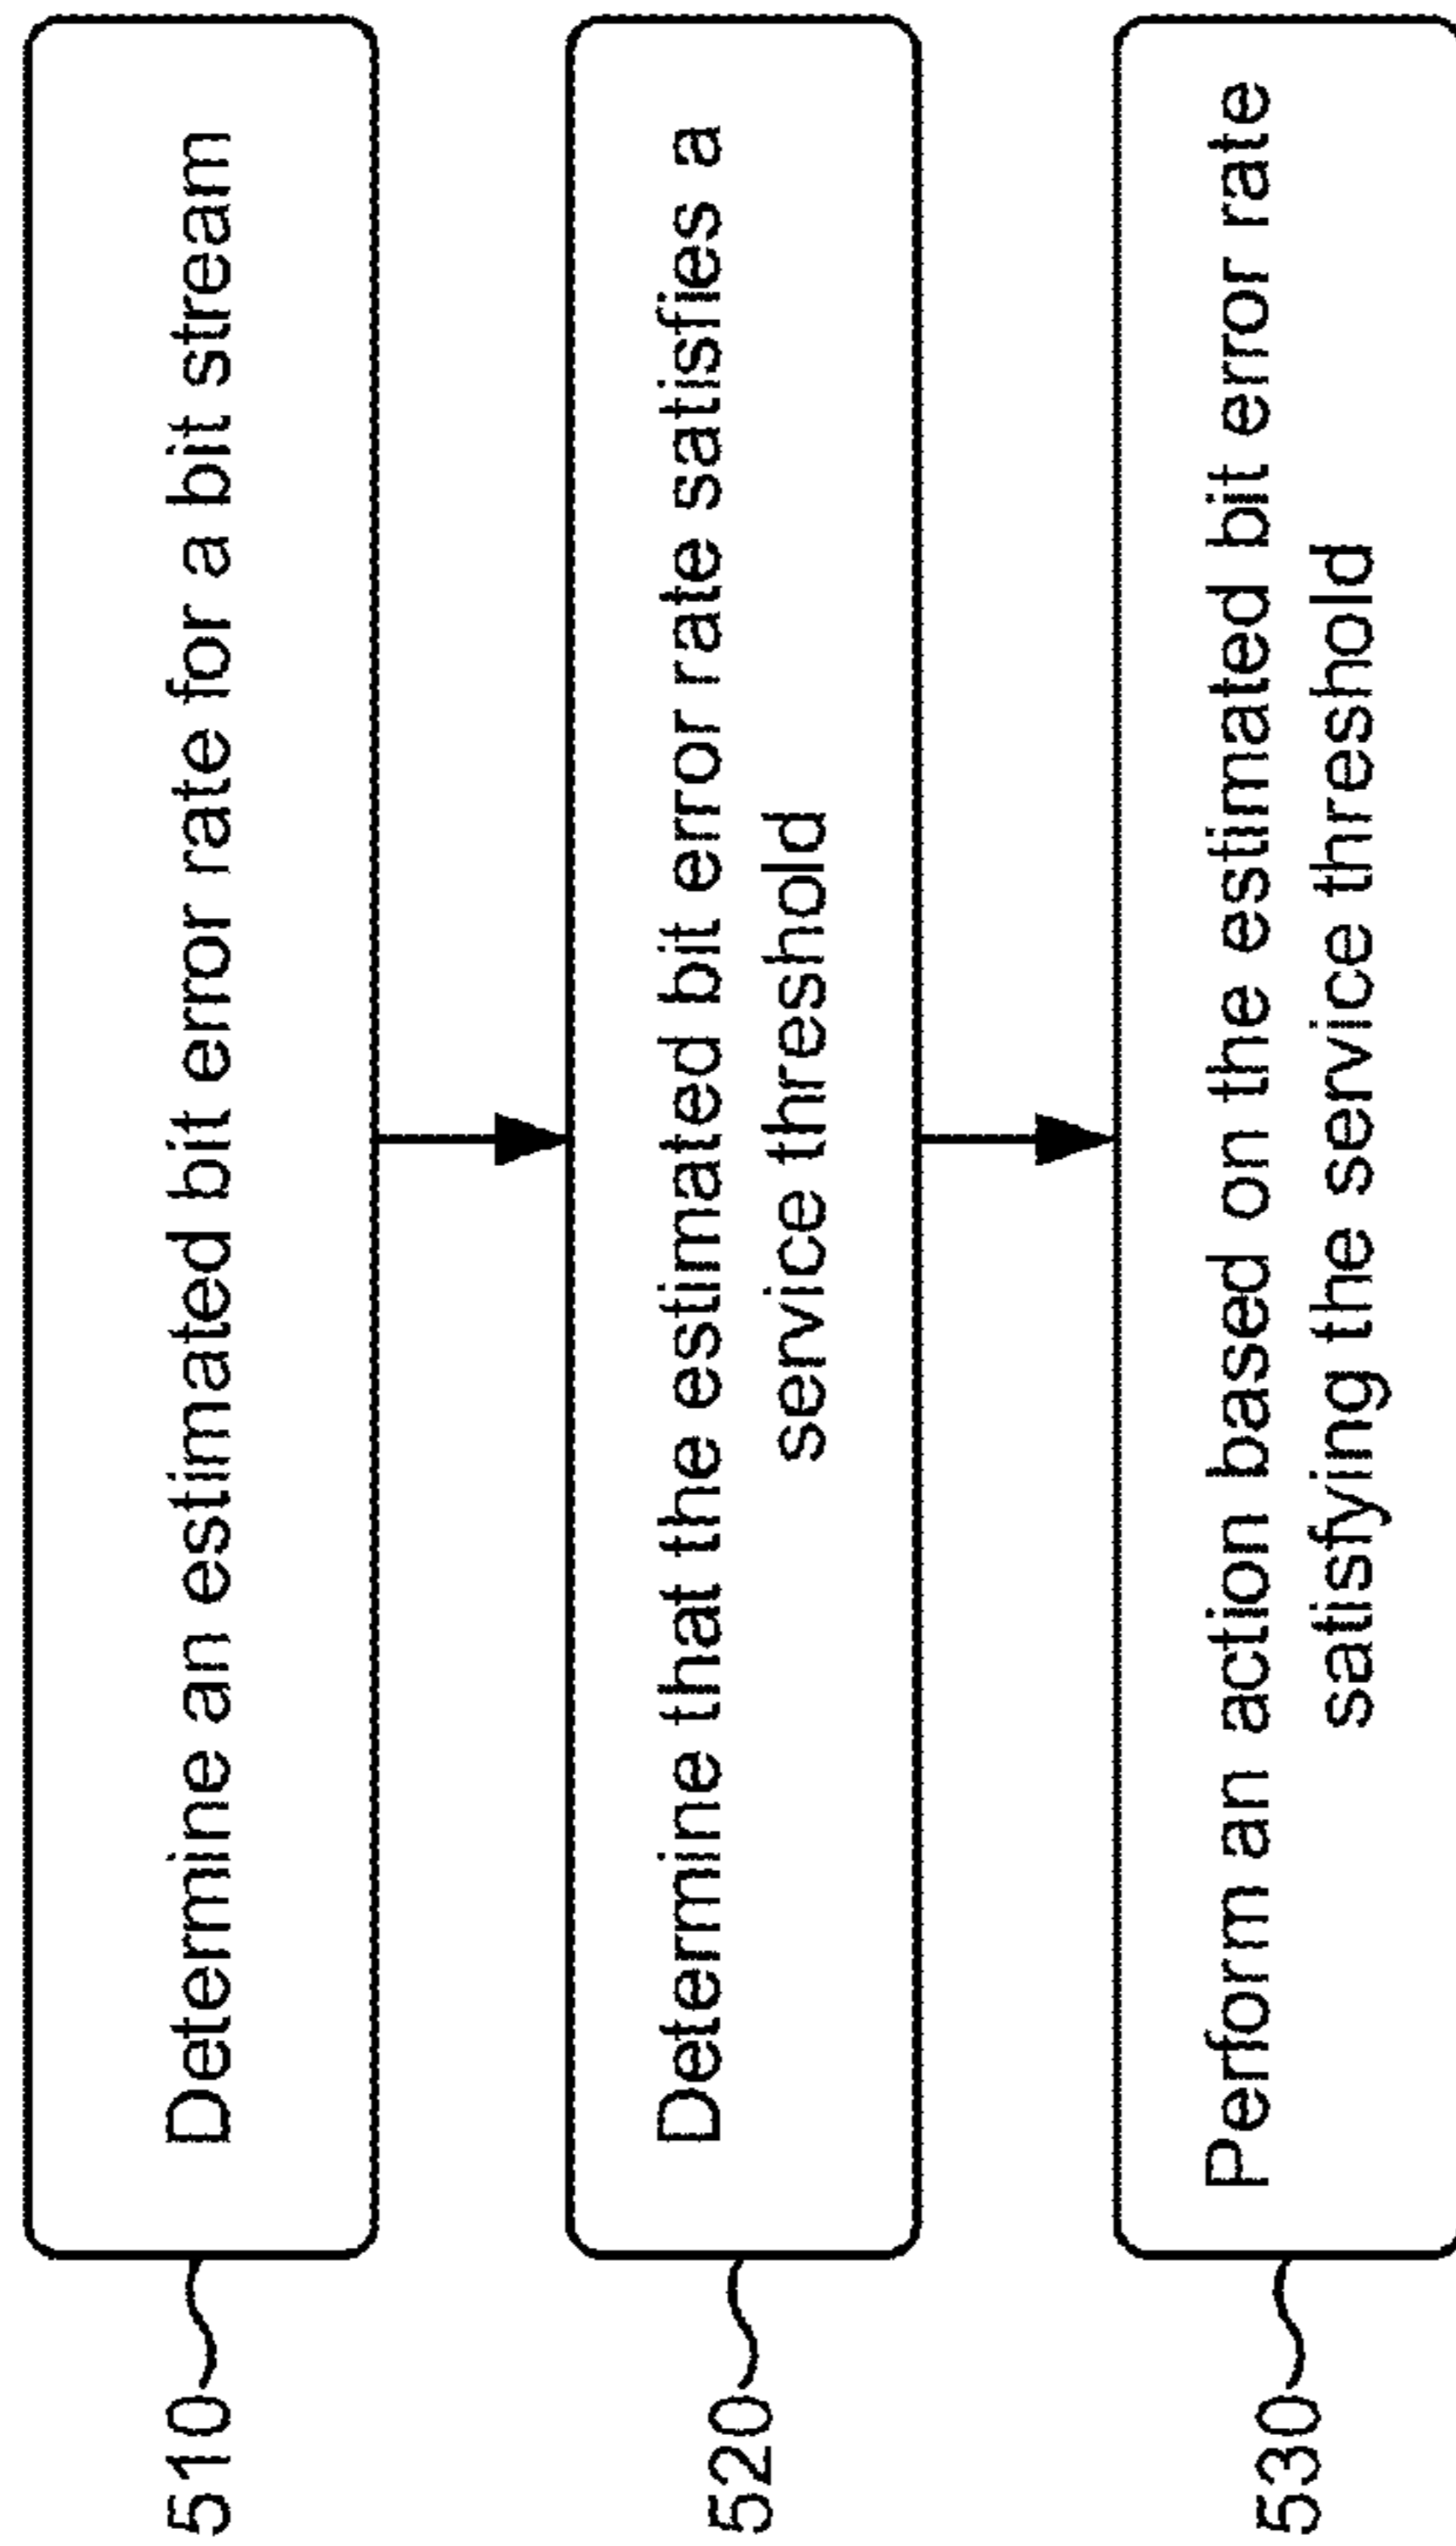 510
Determine an estimated bit error rate for a bit stream
520
Determine that the estimated bit error rate satisfies a
service threshold
530
Perform an action based on the estimated bit error rate
satisfying the service threshold